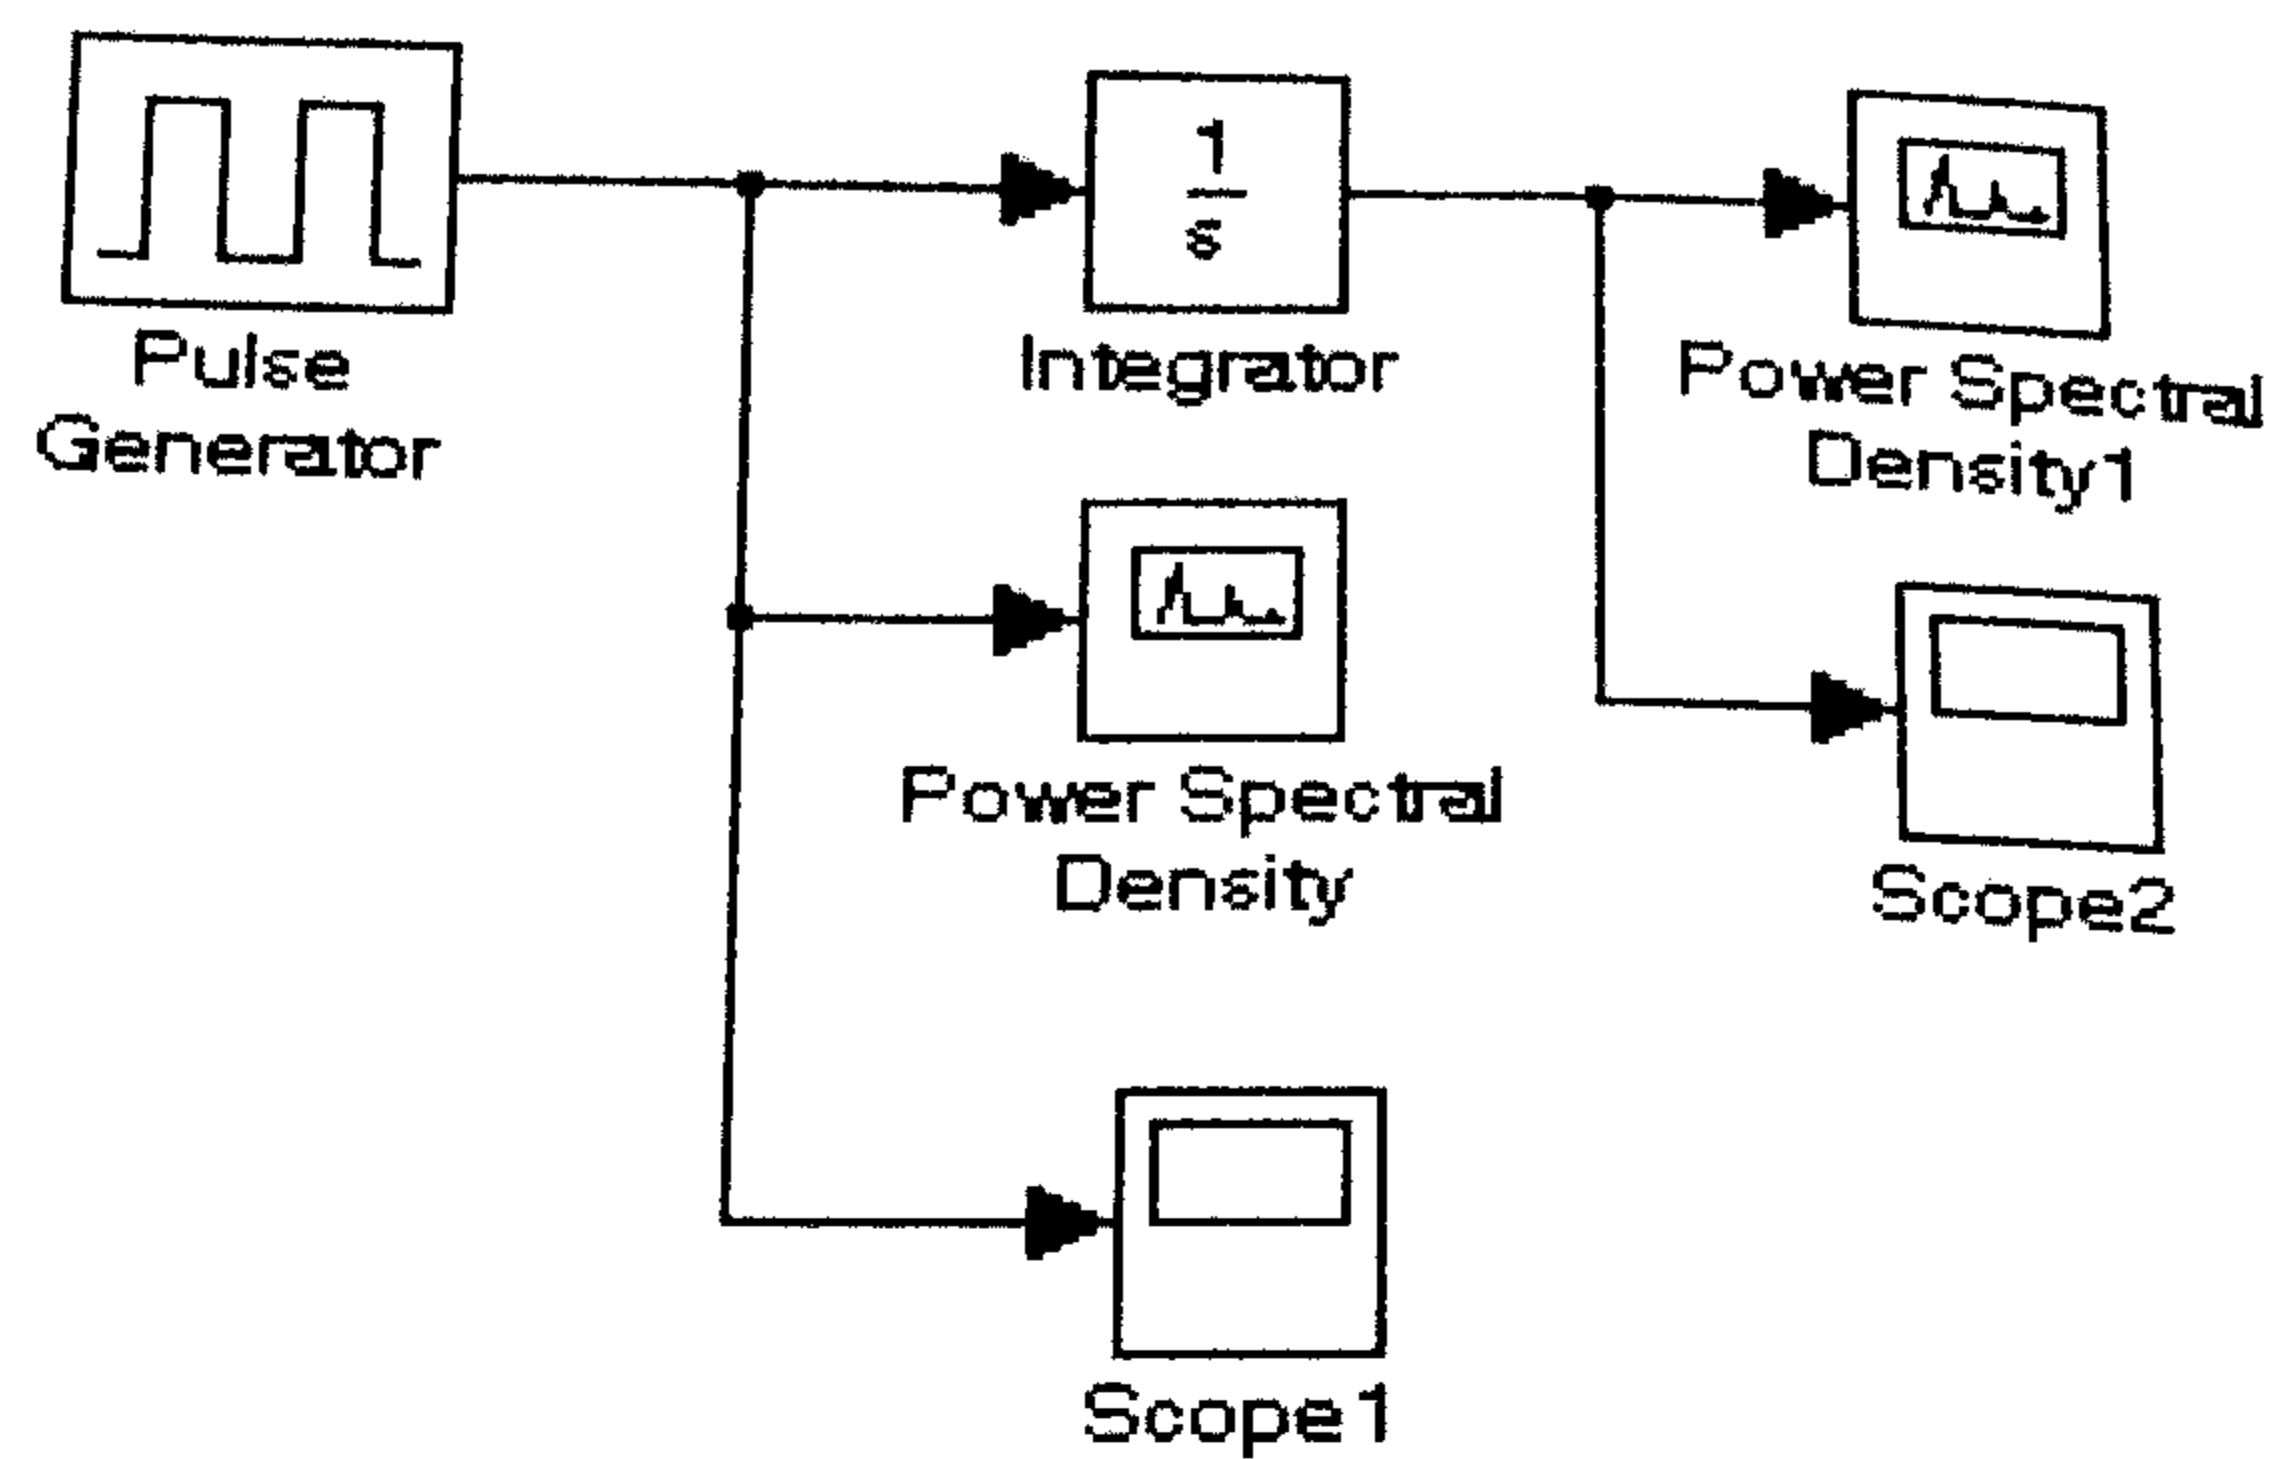 Pulse
Generator
1
s
Integrator
Power Spectral
Density1
Power Spectral
Density
Scope2
Scope1